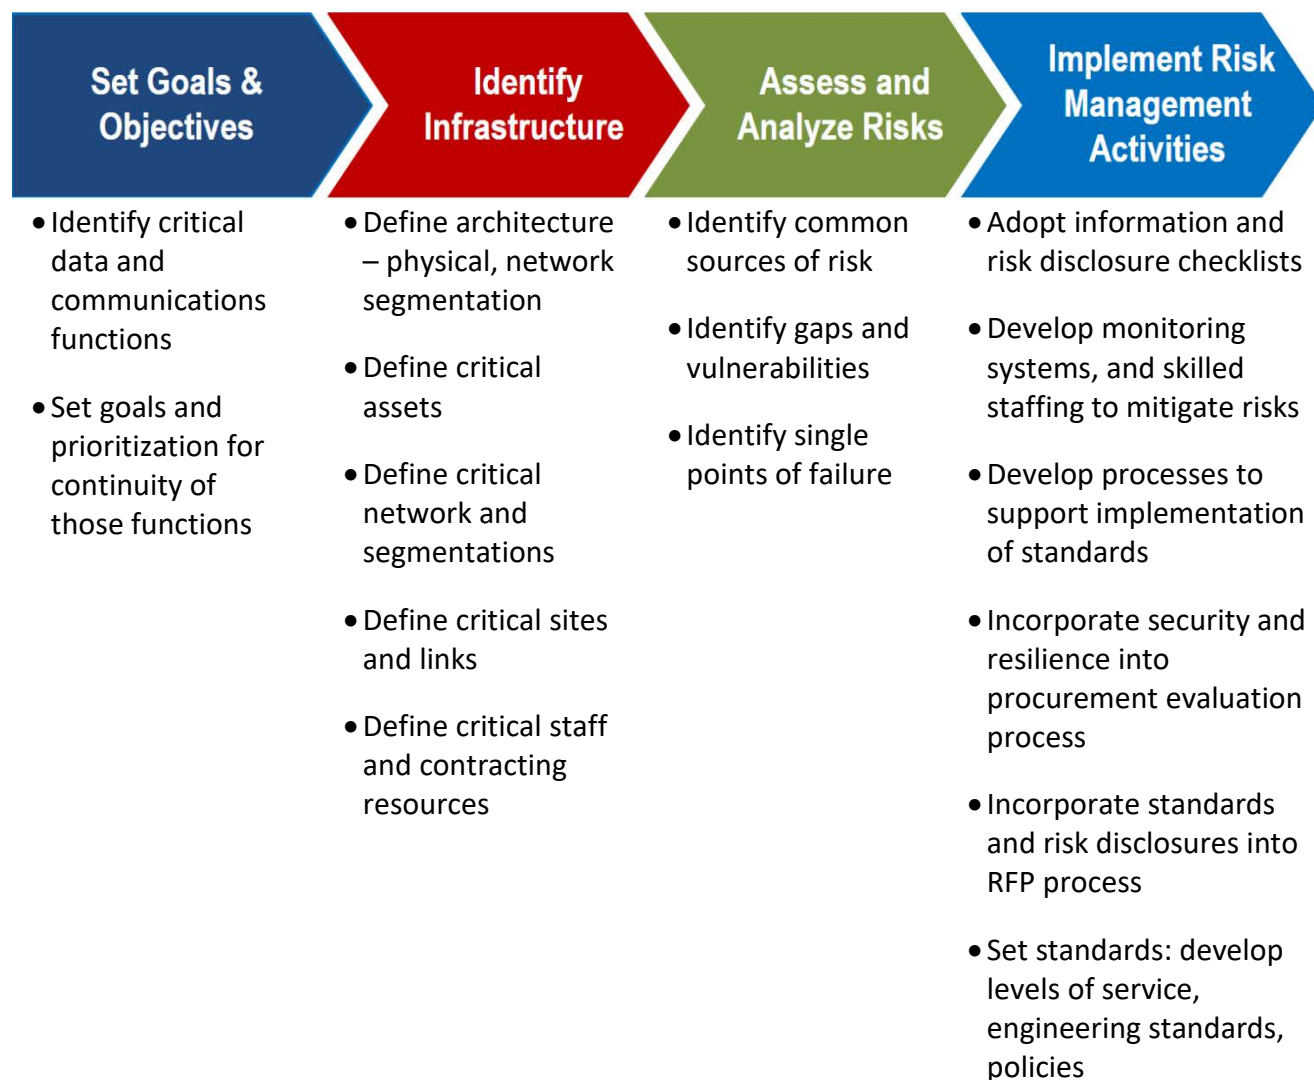 Set Goals &
Objectives
Identify
Infrastructure
Assess and
Analyze Risks
Implement Risk
Management
Activities
• Identify critical
data and
communications
functions
• Set goals and
prioritization for
continuity of
those functions
• Define architecture
– physical, network
segmentation
• Define critical
assets
• Define critical
network and
segmentations
• Define critical sites
and links
• Define critical staff
and contracting
resources
• Identify common
sources of risk
• Identify gaps and
vulnerabilities
• Identify single
points of failure
• Adopt information and
risk disclosure checklists
• Develop monitoring
systems, and skilled
staffing to mitigate risks
• Develop processes to
support implementation
of standards
• Incorporate security and
resilience into
procurement evaluation
process
• Incorporate standards
and risk disclosures into
RFP process
• Set standards: develop
levels of service,
engineering standards,
policies